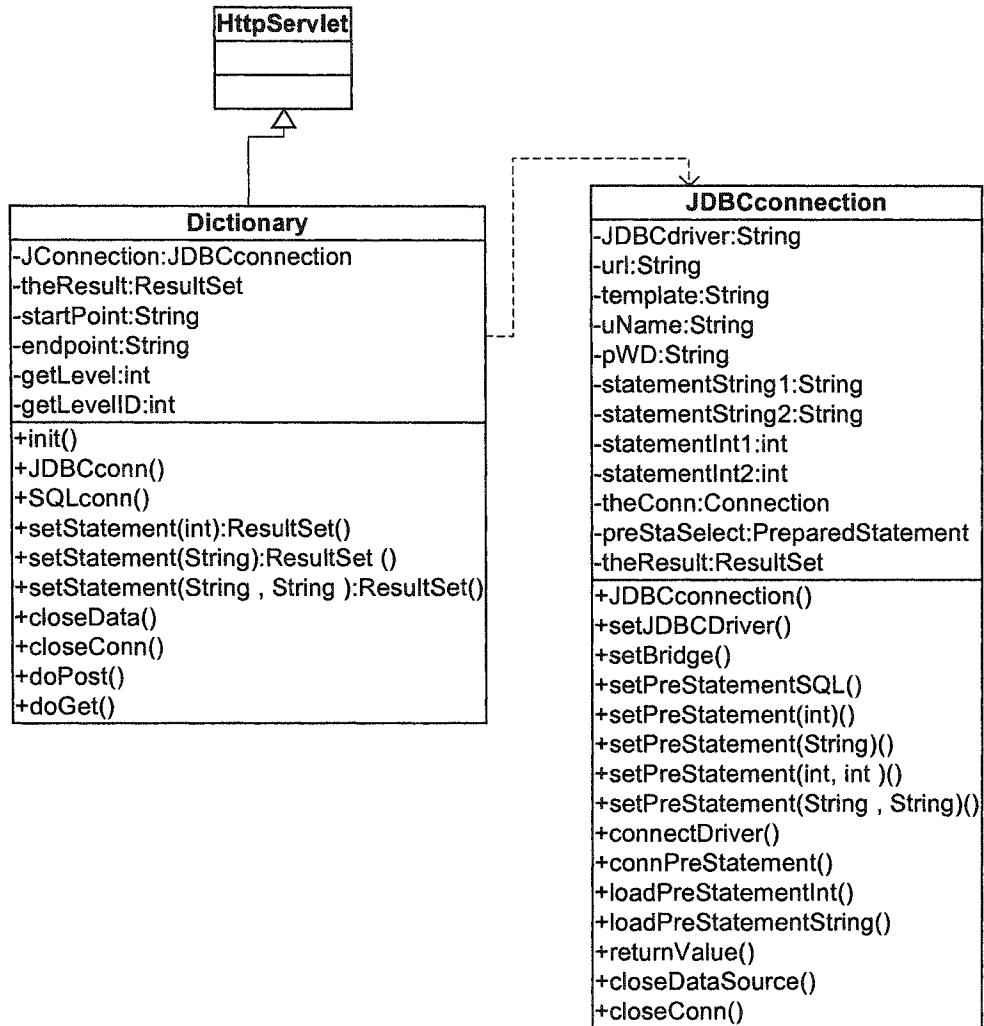 HttpServlet
Dictionary
-JConnection:JDBCconnection
-theResult:ResultSet
-startPoint:String
-endpoint:String
-getLevel:int
-getLevelID:int
+init()
+JDBCconn()
+SQLconn()
+setStatement(int):ResultSet()
+setStatement(String):ResultSet ()
+setStatement(String , String ):ResultSet()
+closeData()
+closeConn()
+doPost()
+doGet()
JDBCconnection
-JDBCdriver:String
-url:String
-template:String
-uName:String
-pWD:String
-statementString1:String
-statementString2:String
-statementInt1:int
-statementInt2:int
-theConn:Connection
-preStaSelect:PreparedStatement
-theResult:ResultSet
+JDBCconnection()
+setJDBCDriver()
+setBridge()
+setPreStatementSQL()
+setPreStatement(int)()
+setPreStatement(String)()
+setPreStatement(int, int )()
+setPreStatement(String , String)()
+connectDriver()
+connPreStatement()
+loadPreStatementInt()
+loadPreStatementString()
+returnValue()
+closeDataSource()
+closeConn()